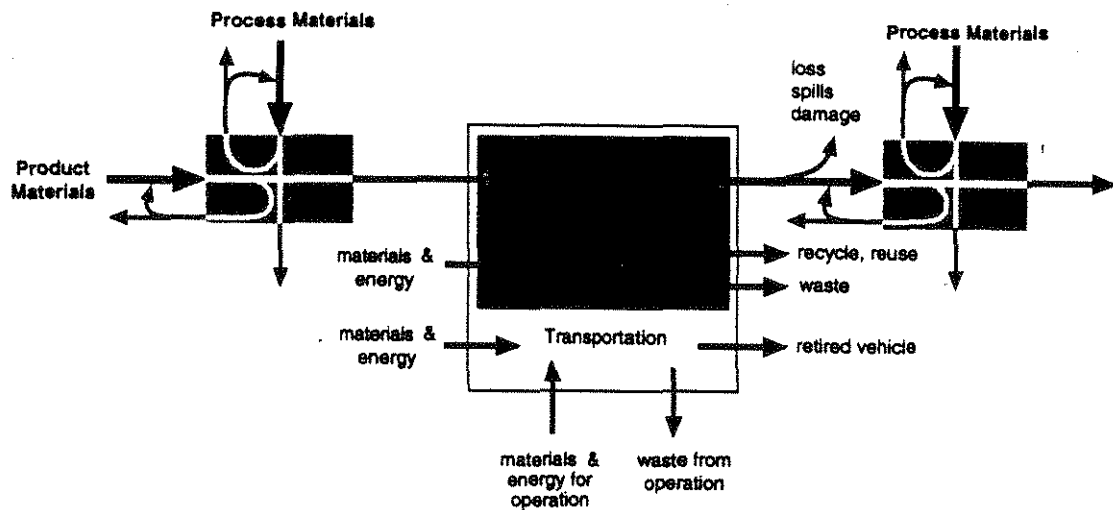 Process Materials
Process Materials
loss
spills
damage
Product
Materials
materials &
energy
recycle, reuse
waste
materials &
energy
Transportation
retired vehicle
materials &
energy for
operation
waste from
operation